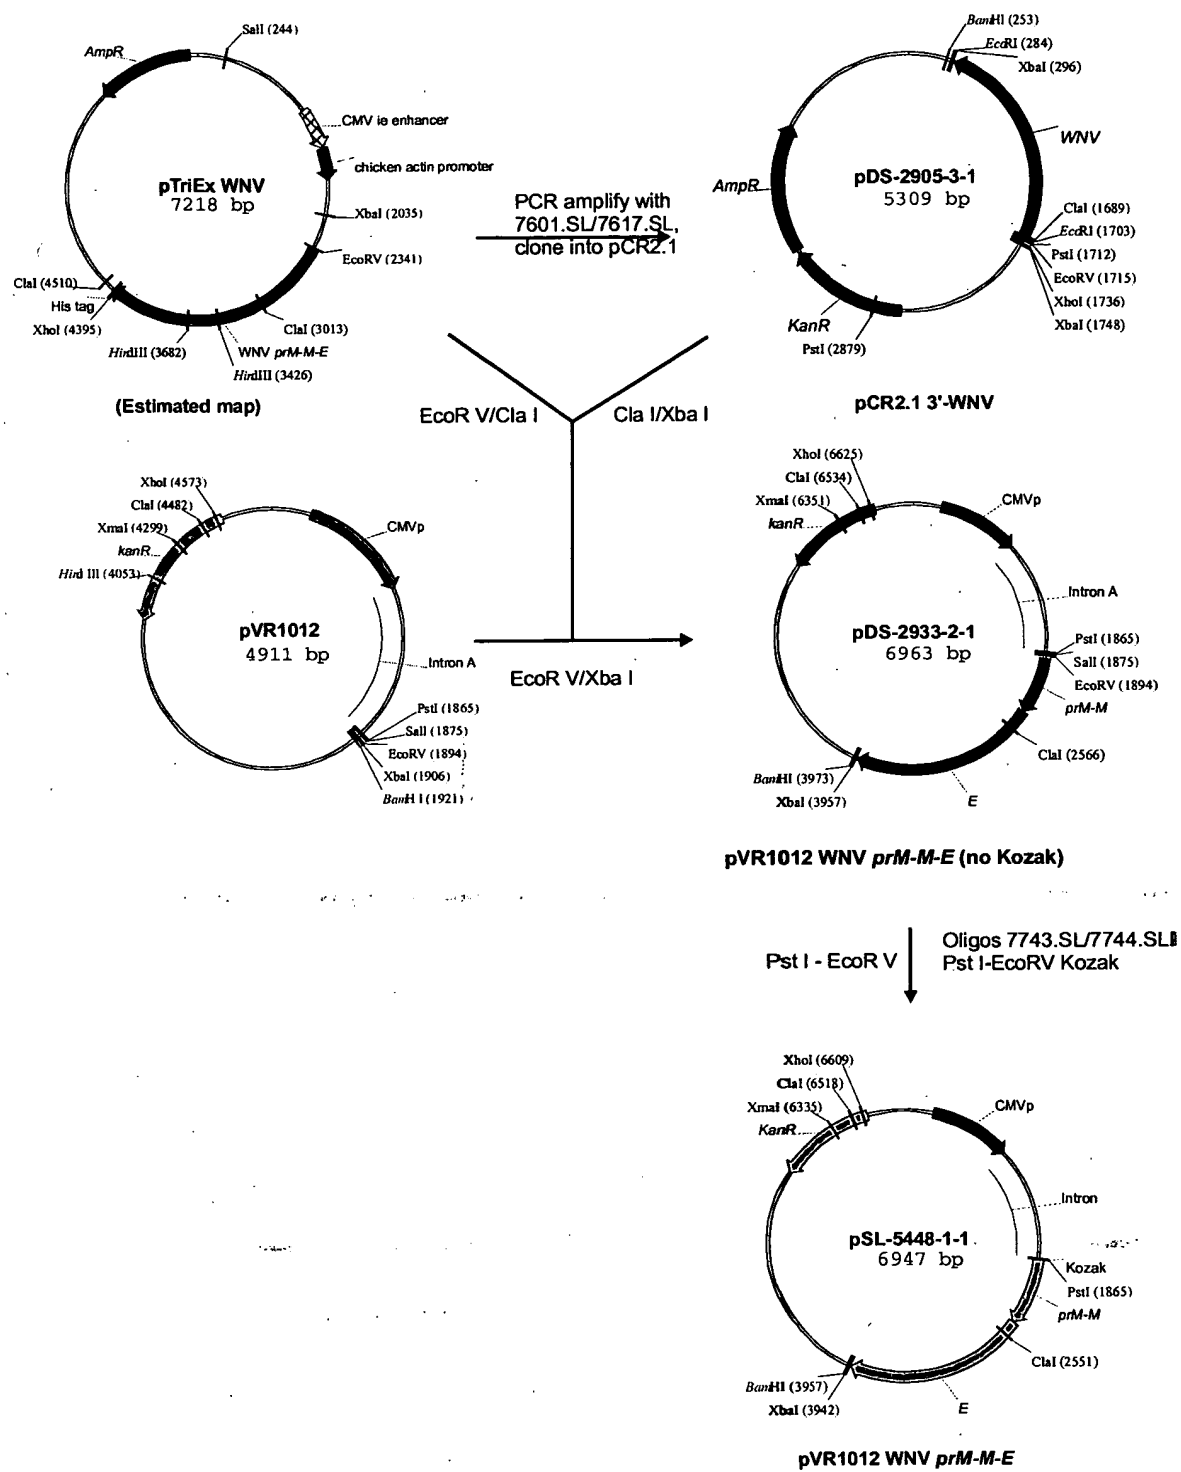 SalI (244)
AmpR
CMV ie enhancer
chicken actin promoter
pTriEx WNV
7218 bp
XbaI (2035)
EcoRV (2341)
ClaI (4510)
His tag
XhoI (4395)
ClaI (3013)
HindIII (3682)
WNV prM-M-E
HindIII (3426)
(Estimated map)
PCR amplify with
7601.SL/7617.SL,
clone into pCR2.1
BamHI (253)
EcoRI (284)
XbaI (296)
WNV
pDS-2905-3-1
5309 bp
AmpR
ClaI (1689)
EcoRI (1703)
PstI (1712)
EcoRV (1715)
XhoI (1736)
XbaI (1748)
KanR
PstI (2879)
pCR2.1 3'-WNV
EcoR V/Cla I
Cla I/Xba I
XhoI (4573)
ClaI (4482)
XmaI (4299)
kanR
Hind III (4053)
CMVp
pVR1012
4911 bp
Intron A
PstI (1865)
SalI (1875)
EcoRV (1894)
XbaI (1906)
BamH I (1921)
EcoR V/Xba I
XhoI (6625)
ClaI (6534)
XmaI (6351)
kanR
CMVp
Intron A
pDS-2933-2-1
6963 bp
PstI (1865)
SalI (1875)
EcoRV (1894)
prM-M
ClaI (2566)
BamHI (3973)
XbaI (3957)
E
pVR1012 WNV prM-M-E (no Kozak)
Pst I - EcoR V
Oligos 7743.SL/7744.SL
Pst I-EcoRV Kozak
XhoI (6609)
ClaI (6518)
XmaI (6335)
KanR
CMVp
Intron
pSL-5448-1-1
6947 bp
Kozak
PstI (1865)
prM-M
ClaI (2551)
BamHI (3957)
XbaI (3942)
E
pVR1012 WNV prM-M-E